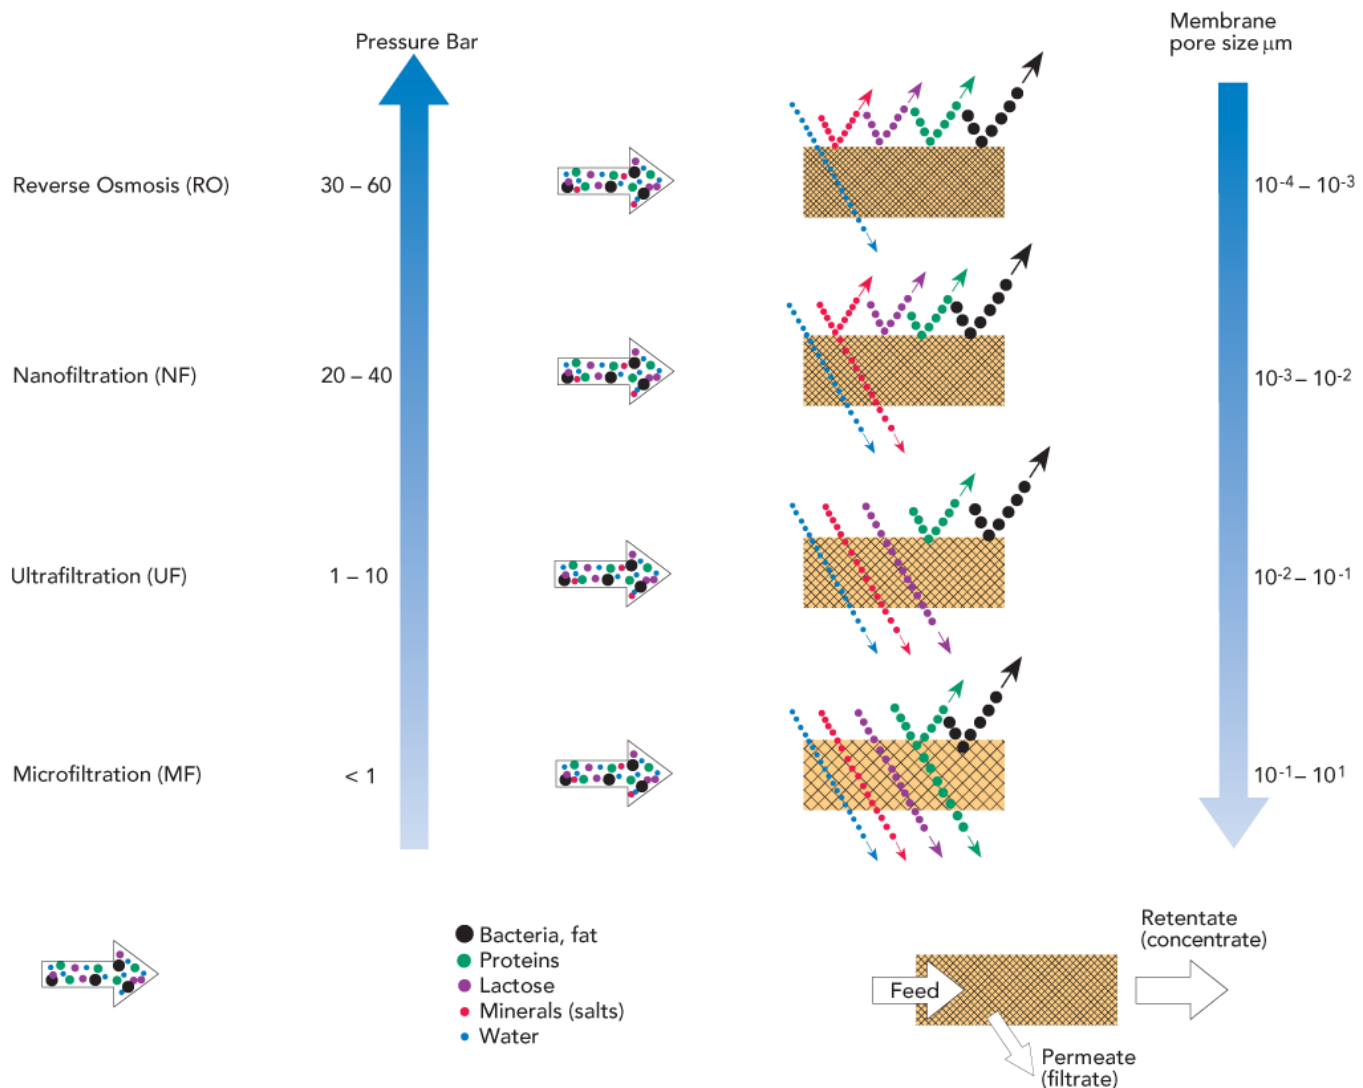 Pressure Bar
Membrane
pore size μm
Reverse Osmosis (RO) 30 – 60 10-4 – 10-3
Nanofiltration (NF) 20 – 40 10-3 – 10-2
Ultrafiltration (UF) 1 – 10 10-2 – 10-1
Microfiltration (MF) < 1 10-1 – 101
Bacteria, fat
Proteins
Lactose
Minerals (salts)
Water
Retentate
(concentrate)
Feed
Permeate
(filtrate)